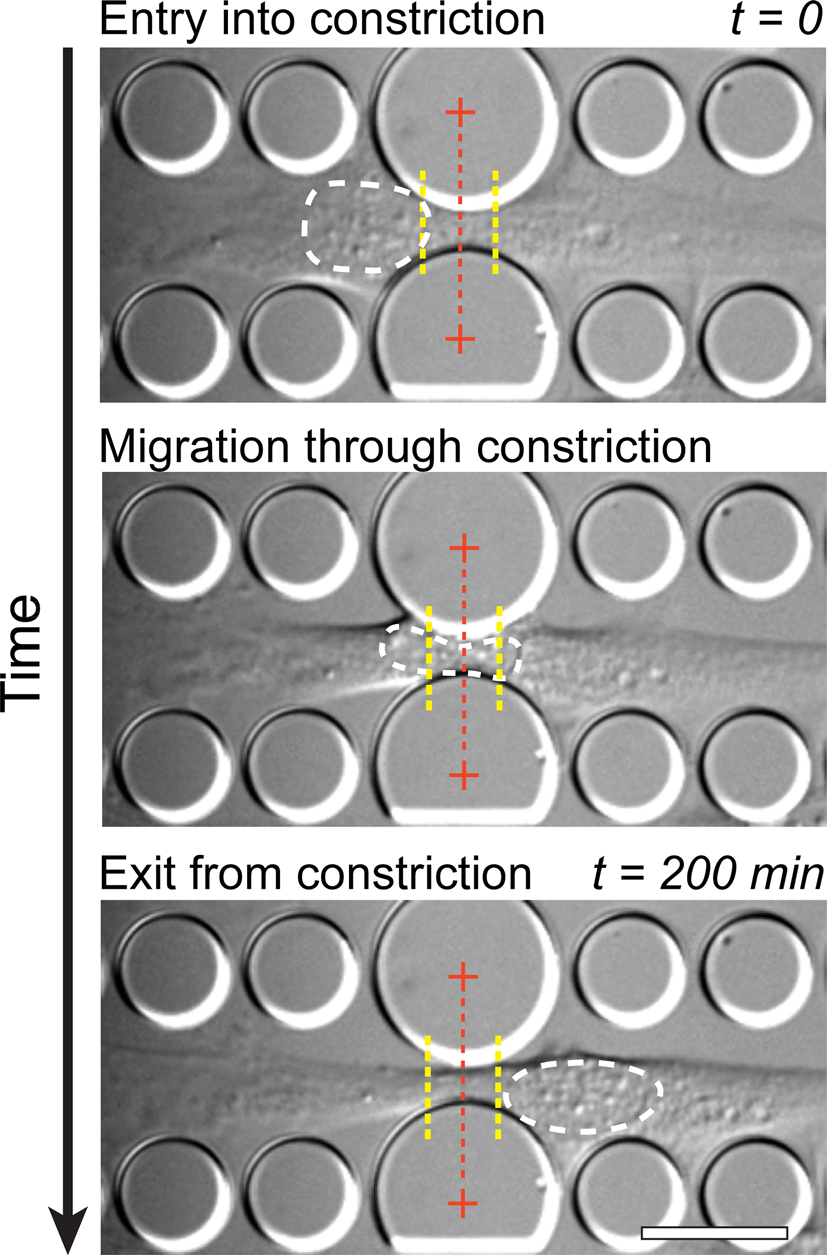 Entry into constriction t = 0
Migration through constriction
Time
Exit from constriction t = 200 min